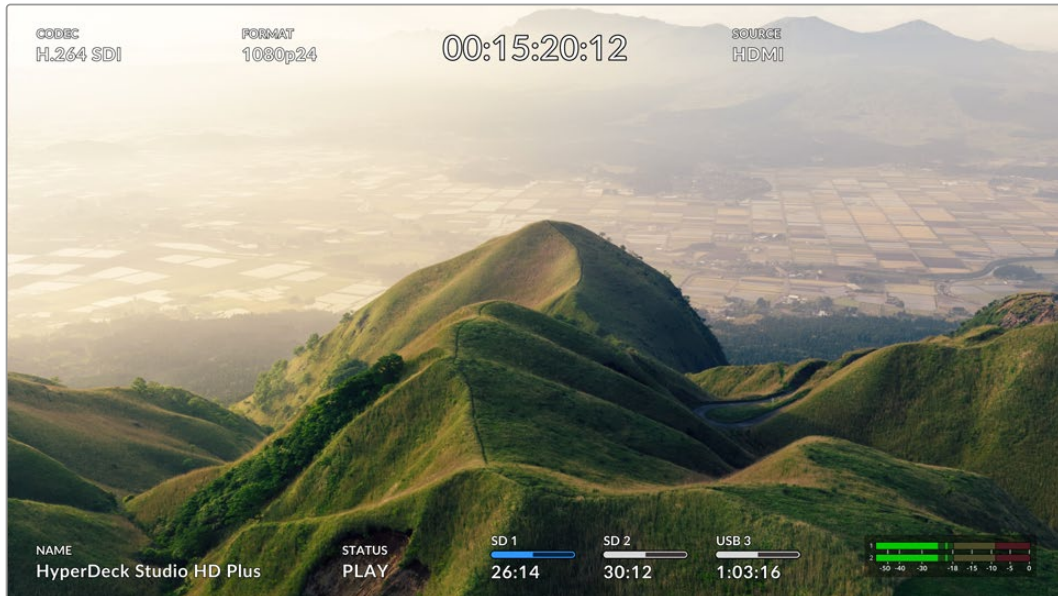 CODEC
H.264 SDI
FORMAT
1080p24
00:15:20:12
SOURCE
HDMI
NAME
HyperDeck Studio HD Plus
STATUS
PLAY
SD 1
26:14
SD 2
30:12
USB 3
1:03:16
1
2
-50 -40 -30 -18 -15 -10 -5 0